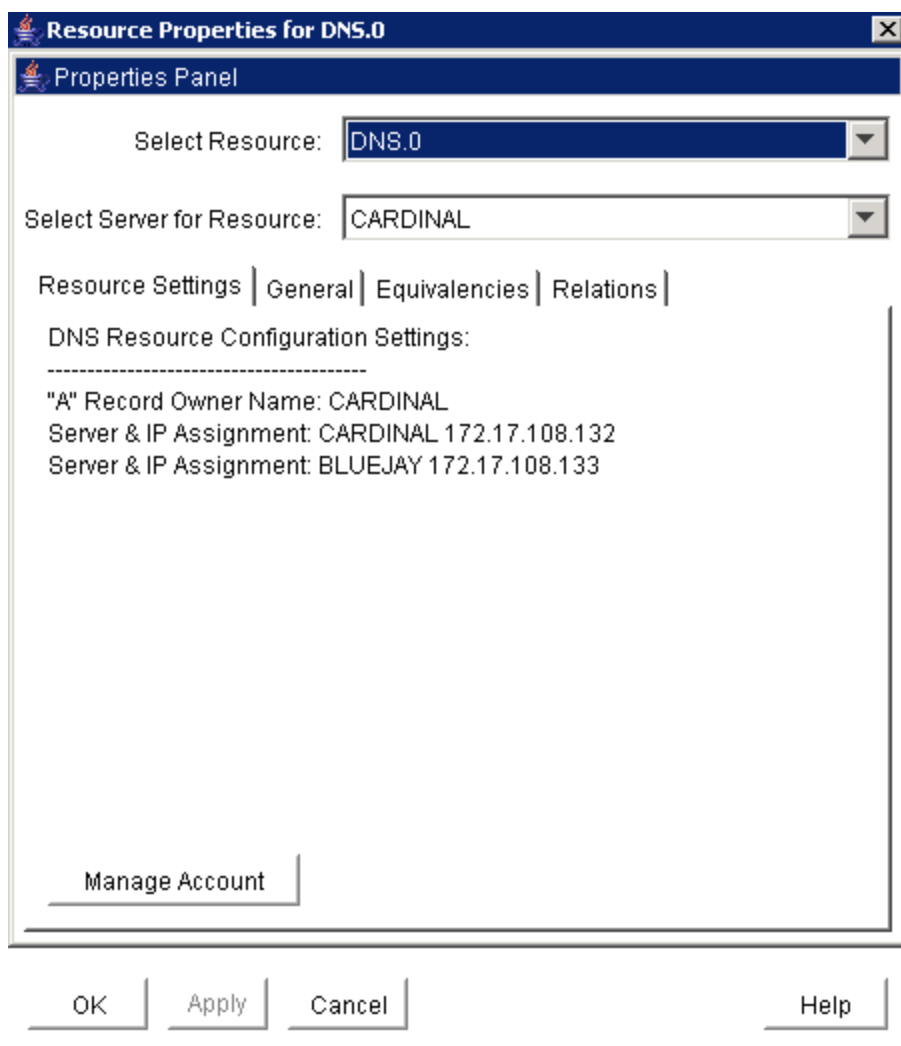 Resource Properties for DNS.0
Properties Panel
Select Resource: DNS.0
Select Server for Resource: CARDINAL
Resource Settings General Equivalencies Relations
DNS Resource Configuration Settings:
----------------------------------------
"A" Record Owner Name: CARDINAL
Server & IP Assignment: CARDINAL 172.17.108.132
Server & IP Assignment: BLUEJAY 172.17.108.133
Manage Account
OK Apply Cancel Help